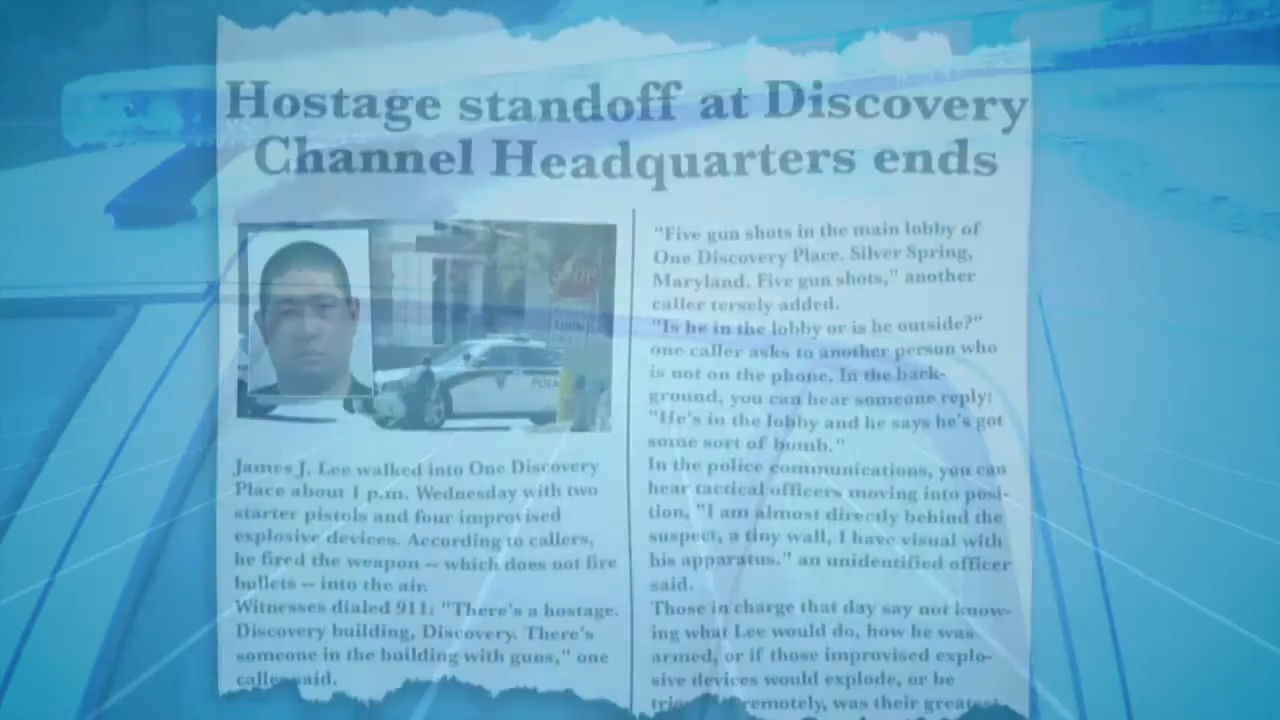 Hostage standoff at Discovery
Channel Headquarters ends
STOP
POLICE
James J. Lee walked into One Discovery
Place about 1 p.m. Wednesday with two
starter pistols and four improvised
explosive devices. According to callers,
he fired the weapon -- which does not fire
bullets -- into the air.
Witnesses dialed 911: "There's a hostage.
Discovery building, Discovery. There's
someone in the building with guns," one
caller said.
"Five gun shots in the main lobby of
One Discovery Place. Silver Spring,
Maryland. Five gun shots," another
caller tersely added.
"Is he in the lobby or is he outside?"
one caller asks to another person who
is not on the phone. In the back-
ground, you can hear someone reply:
"He's in the lobby and he says he's got
some sort of bomb."
In the police communications, you can
hear tactical officers moving into posi-
tion. "I am almost directly behind the
suspect, a tiny wall, I have visual with
his apparatus." an unidentified officer
said.
Those in charge that day say not know-
ing what Lee would do, how he was
armed, or if those improvised explo-
sive devices would explode, or be
remotely, was their greatest